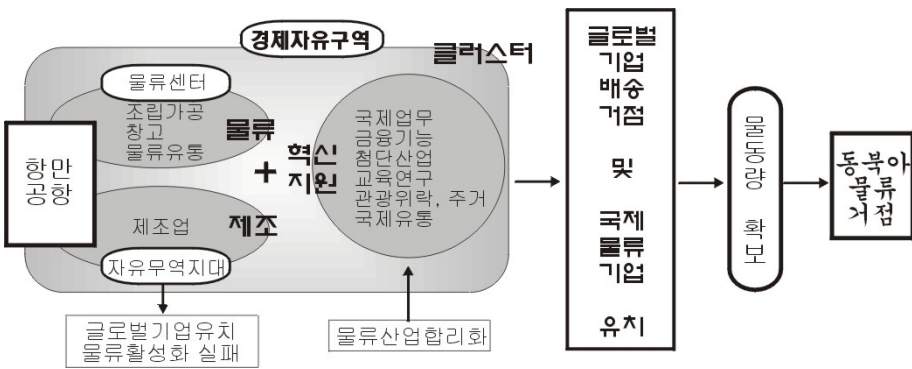 경제자유구역
클러스터
물류센터
조립가공
창고
물류유통
물류
항만
공항
+
혁신
지원
국제업무
금융기능
첨단산업
교육연구
관광위락, 주거
국제유통
제조업
제조
자유무역지대
글로벌기업유치
물류활성화 실패
물류산업합리화
글로벌
기업
배송
거점
및
국제
물류
기업
유치
물동량 확보
동북아
물류
거점